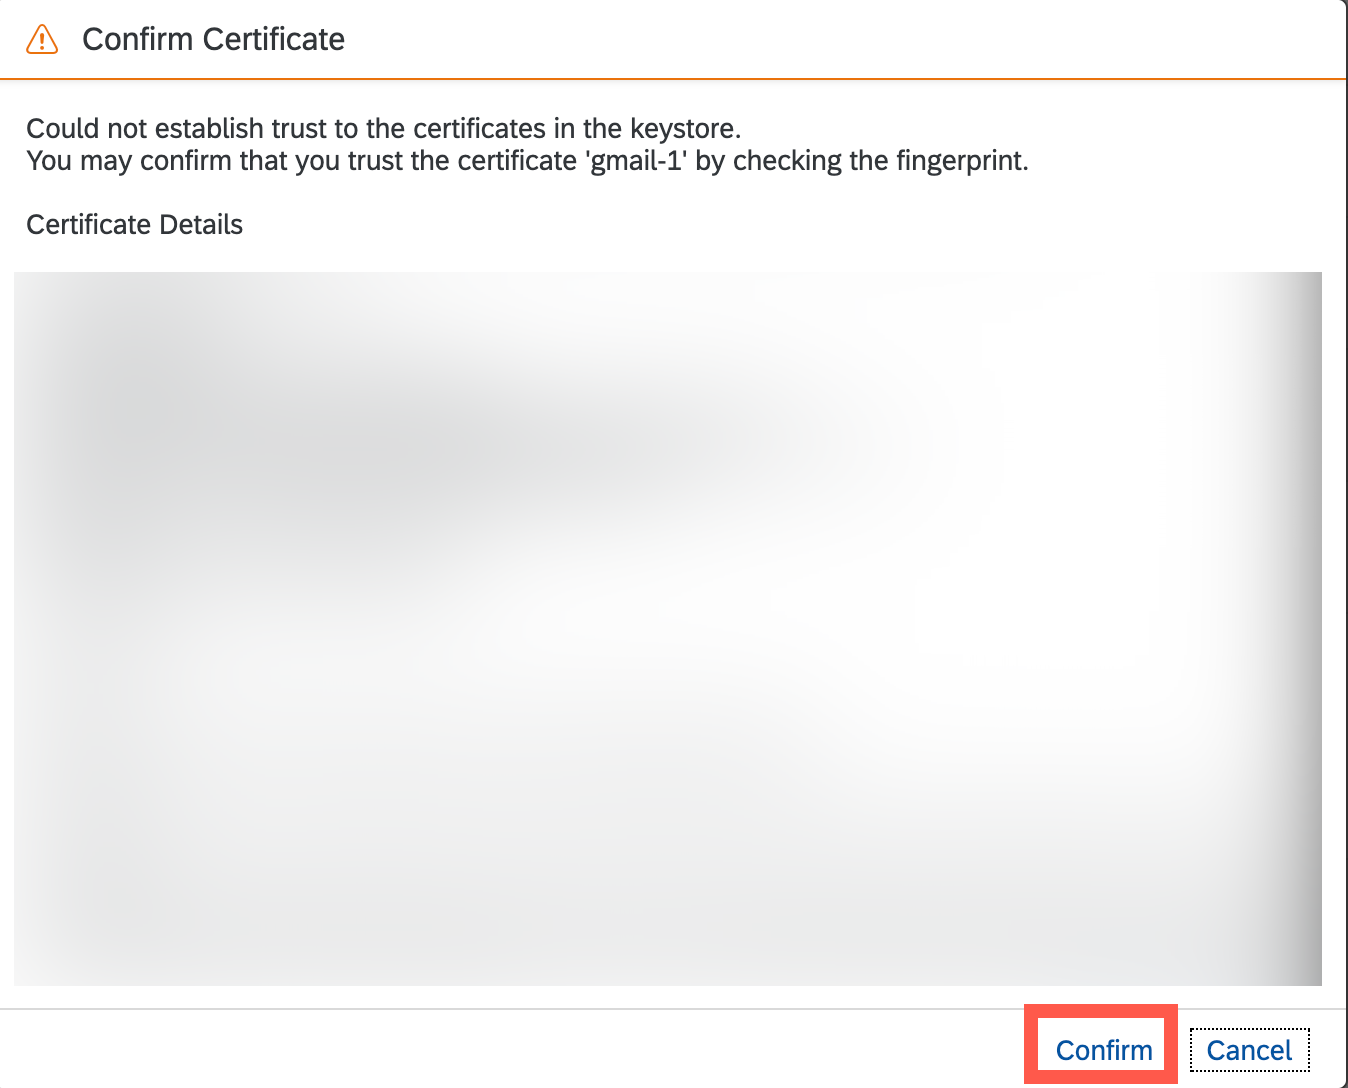 Confirm Certificate
Could not establish trust to the certificates in the keystore.
You may confirm that you trust the certificate 'gmail-1' by checking the fingerprint.
Certificate Details
Confirm
Cancel